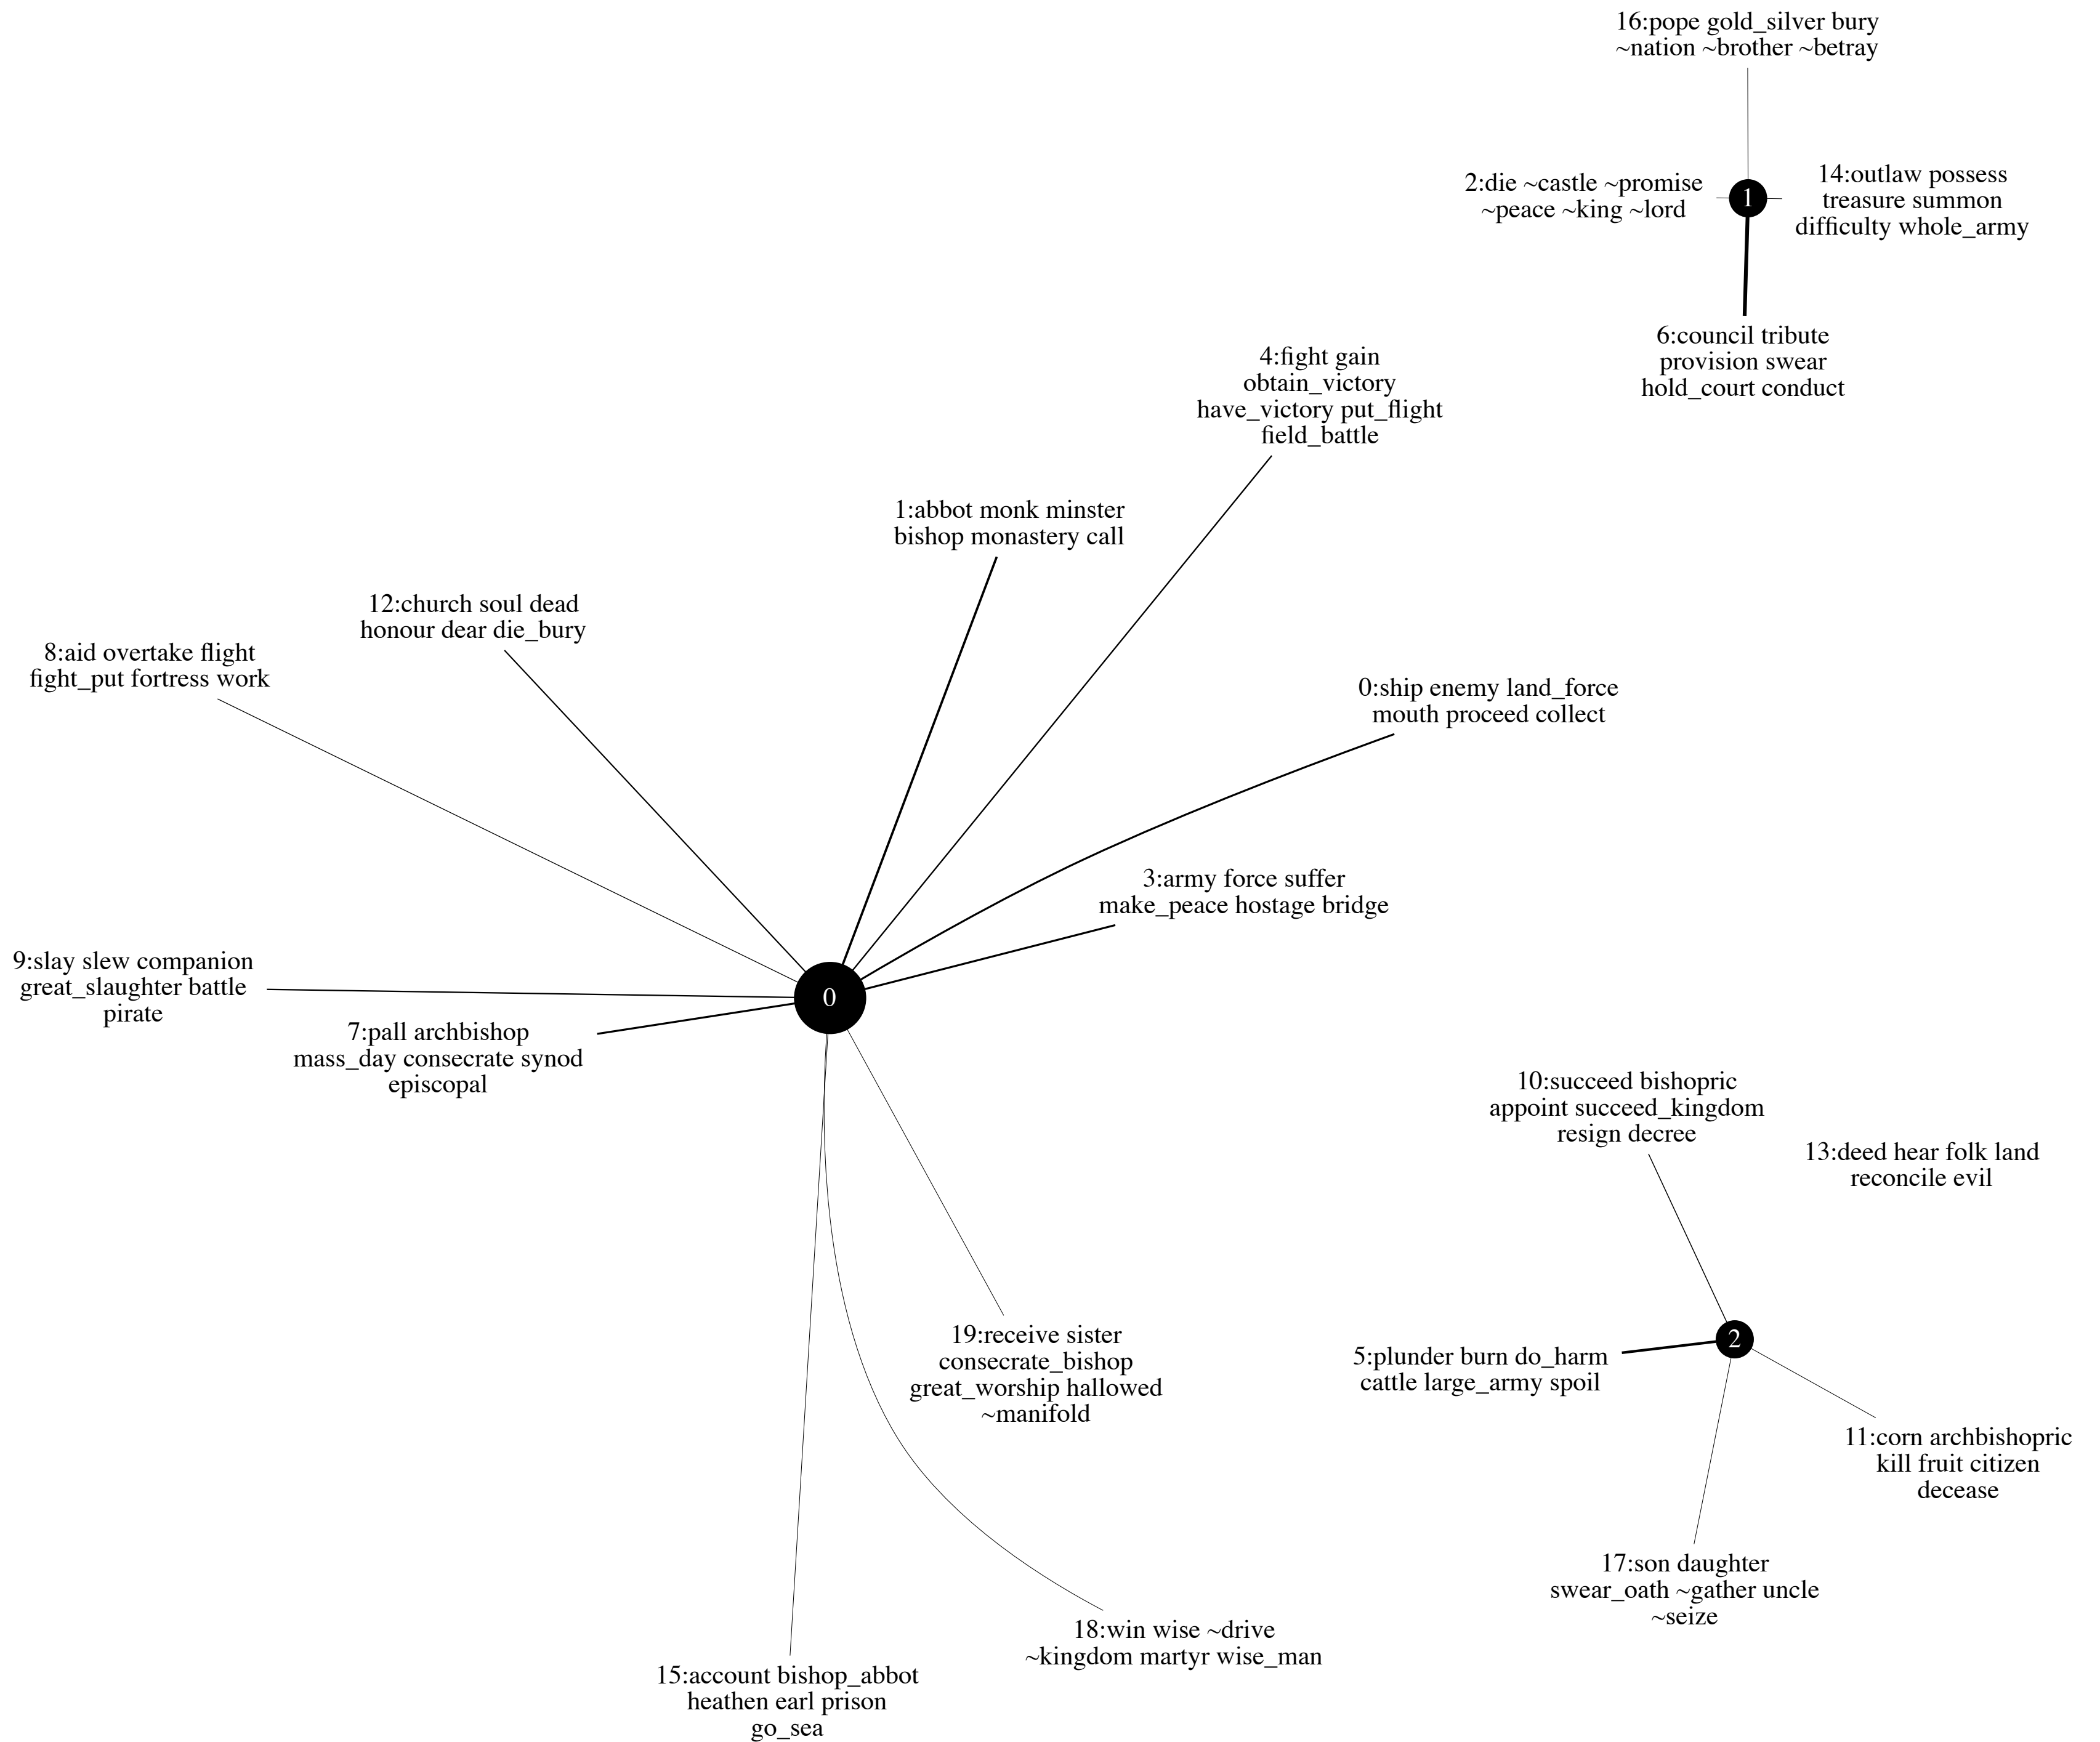 16:pope gold_silver bury
~nation ~brother ~betray
2:die ~castle ~promise
~peace ~king ~lord
1
14:outlaw possess
treasure summon
difficulty whole_army
6:council tribute
provision swear
hold_court conduct
4:fight gain
obtain_victory
have_victory put_flight
field_battle
1:abbot monk minster
bishop monastery call
12:church soul dead
honour dear die_bury
8:aid overtake flight
fight_put fortress work
0:ship enemy land_force
mouth proceed collect
3:army force suffer
make_peace hostage bridge
9:slay slew companion
great_slaughter battle
pirate
0
7:pall archbishop
mass_day consecrate synod
episcopal
10:succeed bishopric
appoint succeed_kingdom
resign decree
13:deed hear folk land
reconcile evil
19:receive sister
consecrate_bishop
great_worship hallowed
~manifold
2
5:plunder burn do_harm
cattle large_army spoil
11:corn archbishopric
kill fruit citizen
decease
17:son daughter
swear_oath ~gather uncle
~seize
18:win wise ~drive
~kingdom martyr wise_man
15:account bishop_abbot
heathen earl prison
go_sea